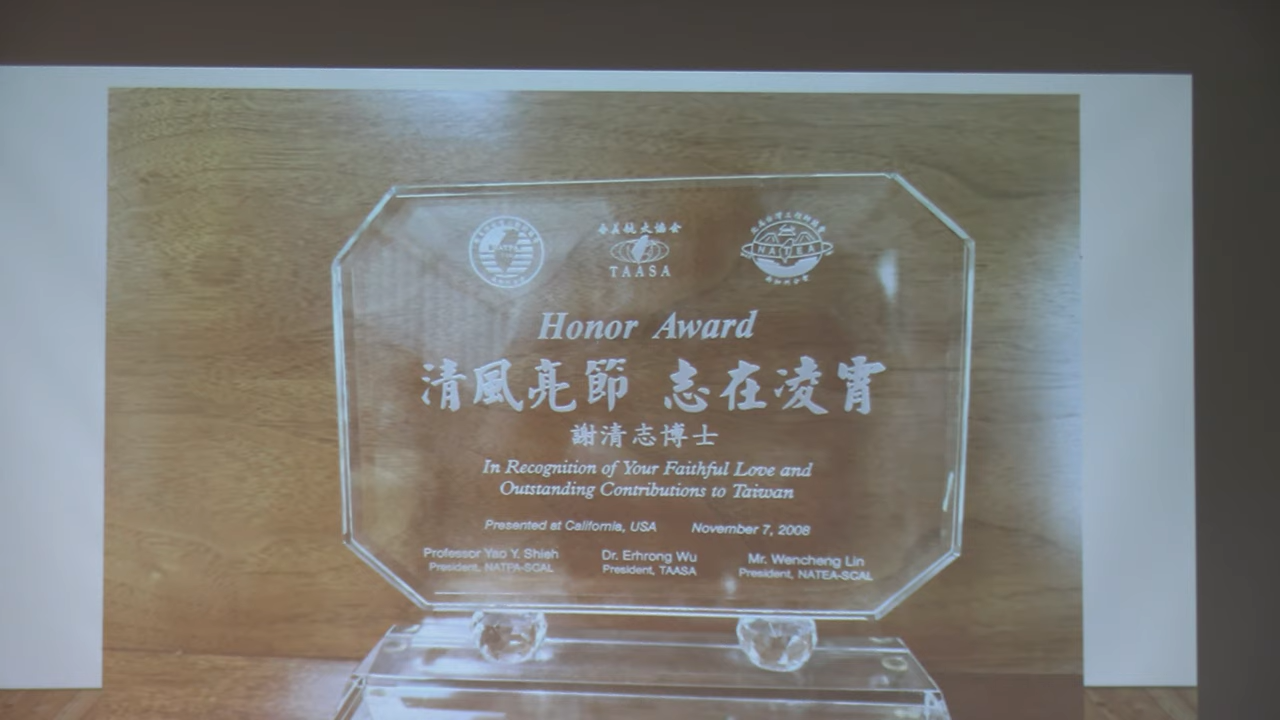 台美航太協會
TAASA
NATEA
Honor Award
清風亮節 志在凌霄
謝清志博士
In Recognition of Your Faithful Love and
Outstanding Contributions to Taiwan
Presented at California, USA November 7, 2008
Professor Yao Y. Shieh Dr. Erhrong Wu Mr. Wencheng Lin
President, NATPA-SCAL President, TAASA President, NATEA-SCAL